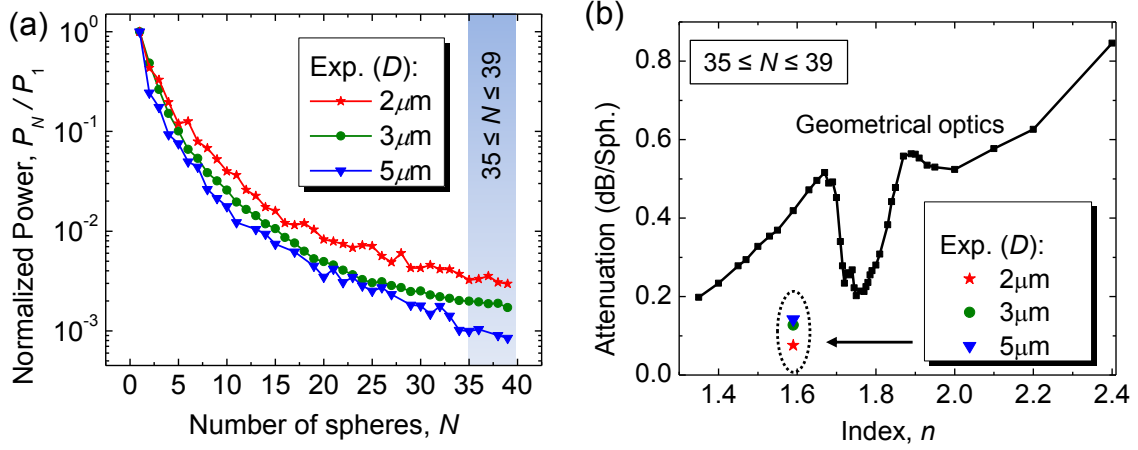 (a)
10⁰
10⁻¹
10⁻²
10⁻³
Normalized Power, P_N / P_1
0 5 10 15 20 25 30 35 40
Number of spheres, N
Exp. (D):
2μm
3μm
5μm
35 ≤ N ≤ 39
(b)
0.8
0.6
0.4
0.2
0.0
Attenuation (dB/Sph.)
1.4 1.6 1.8 2.0 2.2 2.4
Index, n
35 ≤ N ≤ 39
Geometrical optics
Exp. (D):
2μm
3μm
5μm